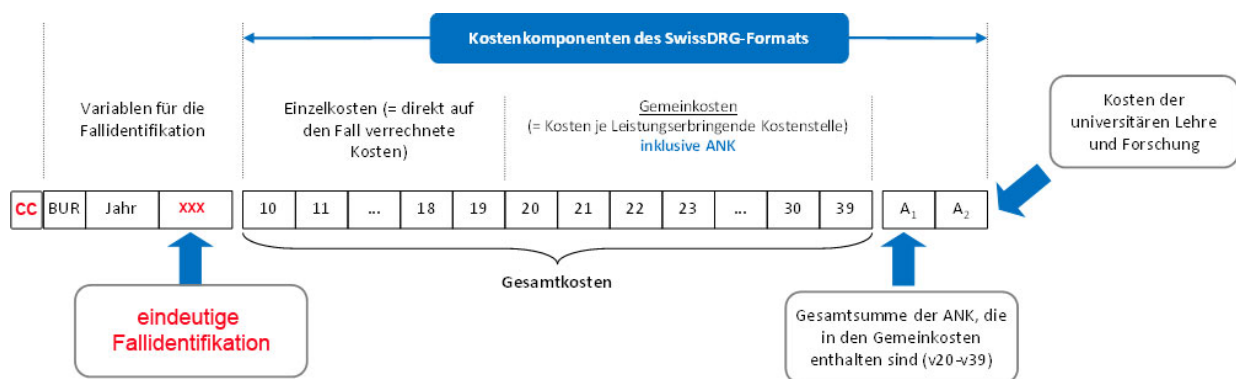 Kostenkomponenten des SwissDRG-Formats
Variablen für die
Fallidentifikation
Einzelkosten (= direkt auf
den Fall verrechnete
Kosten)
Gemeinkosten
(= Kosten je Leistungserbringende Kostenstelle)
inklusive ANK
Kosten der
universitären Lehre
und Forschung
CC BUR Jahr XXX 10 11 ... 18 19 20 21 22 23 ... 30 39 A1 A2
Gesamtkosten
eindeutige
Fallidentifikation
Gesamtsumme der ANK, die
in den Gemeinkosten
enthalten sind (v20-v39)